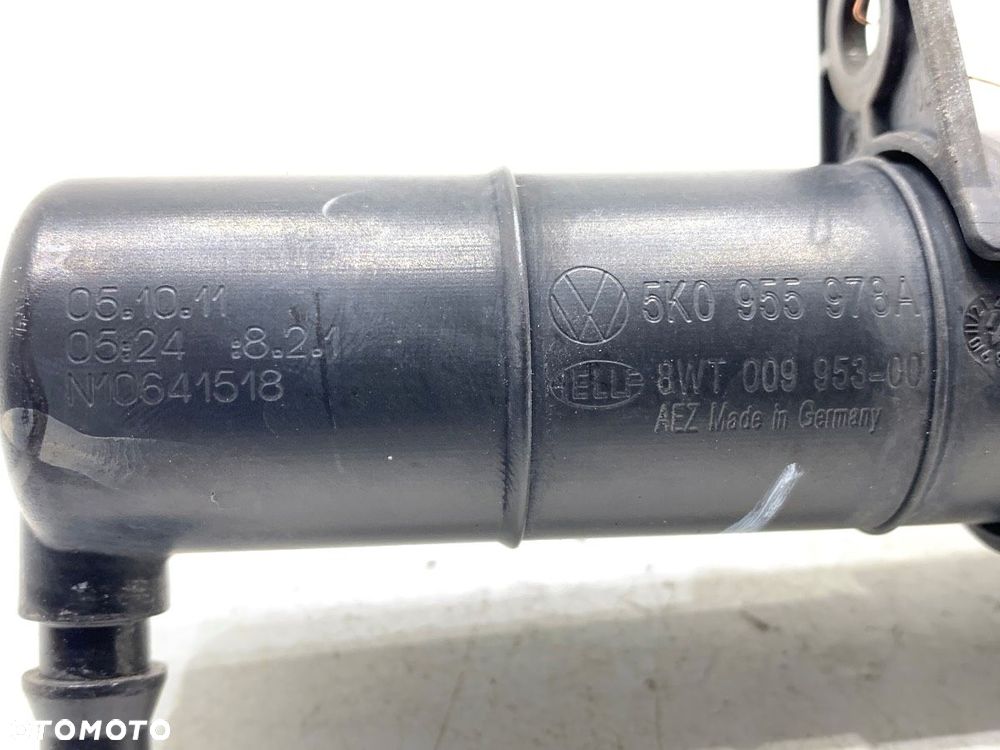 05.10.11
05:24 :8.2.1
N10641518
5K0 955 978A
HELLA
8WT 009 953-00
AEZ Made in Germany
OTOMOTO